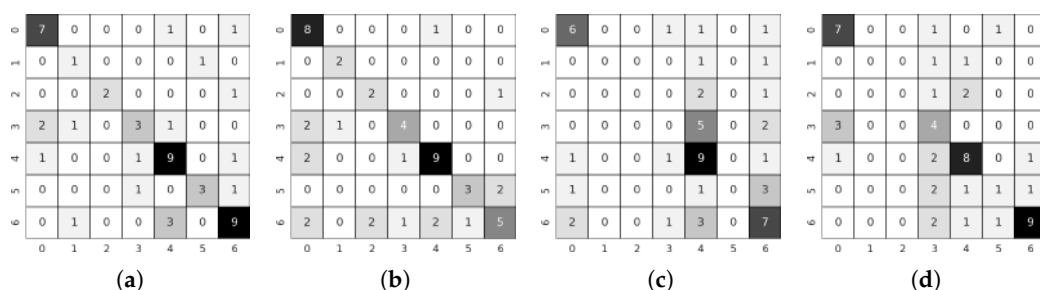 0 7 0 0 0 1 0 1 0 8 0 0 0 1 0 0 0 6 0 0 1 1 0 1 0 7 0 0 1 0 1 0
1 0 1 0 0 0 1 0 1 0 2 0 0 0 0 0 1 0 0 0 0 1 0 1 1 0 0 0 1 1 0 0
2 0 0 2 0 0 0 1 2 0 0 2 0 0 0 1 2 0 0 0 0 2 0 1 2 0 0 0 1 2 0 0
3 2 1 0 3 1 0 0 3 2 1 0 4 0 0 0 3 0 0 0 0 5 0 2 3 3 0 0 4 0 0 0
4 1 0 0 1 9 0 1 4 2 0 0 1 9 0 0 4 1 0 0 1 9 0 1 4 1 0 0 2 8 0 1
5 0 0 0 1 0 3 1 5 0 0 0 0 0 3 2 5 1 0 0 0 1 0 3 5 0 0 0 2 1 1 1
6 0 1 0 0 3 0 9 6 2 0 2 1 2 1 5 6 2 0 0 1 3 0 7 6 0 0 0 2 1 1 9
0 1 2 3 4 5 6 0 1 2 3 4 5 6 0 1 2 3 4 5 6 0 1 2 3 4 5 6
(a) (b) (c) (d)